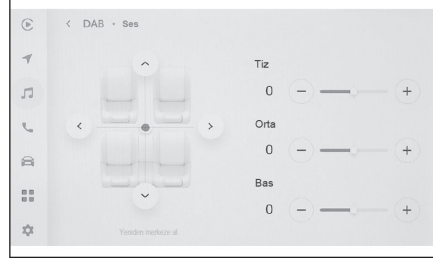 DAB • Ses
Tiz
0
Orta
0
Bas
0
Yeniden merkeze al